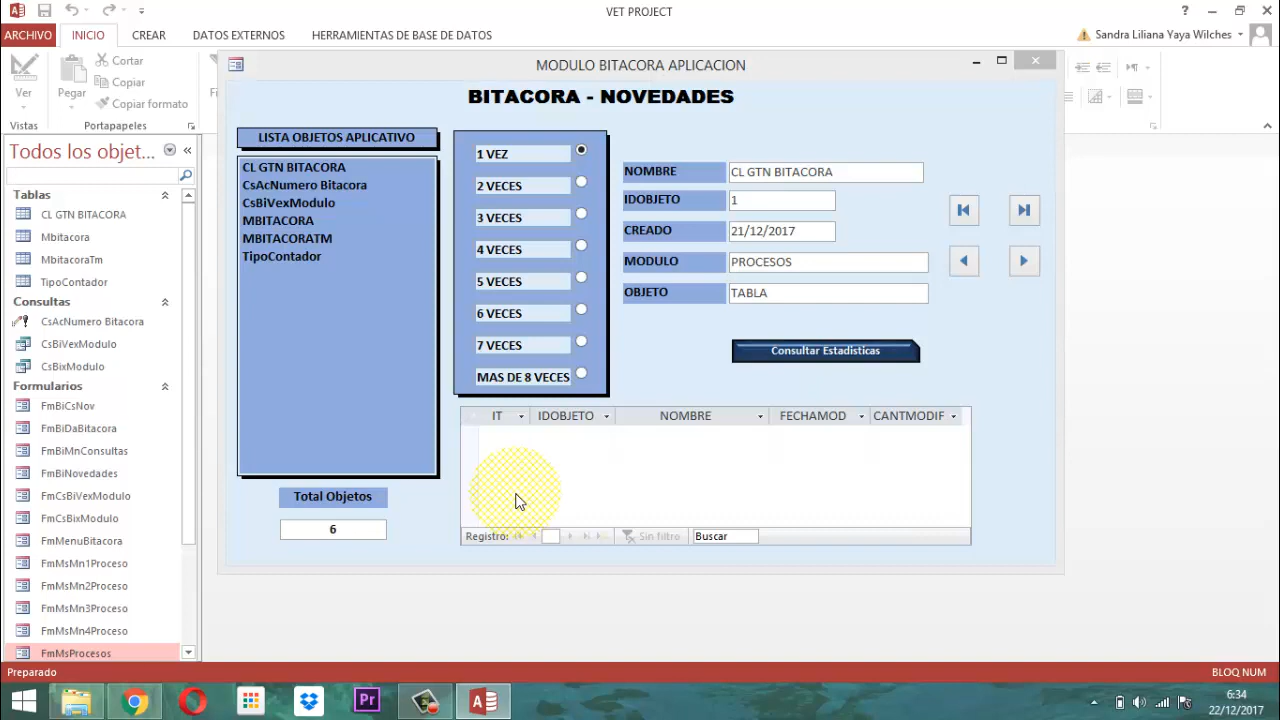 VET PROJECT
ARCHIVO INICIO CREAR DATOS EXTERNOS HERRAMIENTAS DE BASE DE DATOS Sandra Liliana Yaya Wilches
Ver
Vistas
Pegar
Cortar
Copiar
Copiar formato
Portapapeles
Fi
MODULO BITACORA APLICACION
BITACORA - NOVEDADES
Todos los objet...
Tablas
CL GTN BITACORA
Mbitacora
MbitacoraTm
TipoContador
Consultas
CsAcNumero Bitacora
CsBiVexModulo
CsBixModulo
Formularios
FmBiCsNov
FmBiDaBitacora
FmBiMnConsultas
FmBiNovedades
FmCsBiVexModulo
FmCsBixModulo
FmMenuBitacora
FmMsMn1Proceso
FmMsMn2Proceso
FmMsMn3Proceso
FmMsMn4Proceso
FmMsProcesos
LISTA OBJETOS APLICATIVO
CL GTN BITACORA
CsAcNumero Bitacora
CsBiVexModulo
MBITACORA
MBITACORATM
TipoContador
Total Objetos
6
1 VEZ
2 VECES
3 VECES
4 VECES
5 VECES
6 VECES
7 VECES
MAS DE 8 VECES
NOMBRE CL GTN BITACORA
IDOBJETO 1
CREADO 21/12/2017
MODULO PROCESOS
OBJETO TABLA
Consultar Estadisticas
IT IDOBJETO NOMBRE FECHAMOD CANTMODIF
Registro: Sin filtro Buscar
Preparado BLOQ NUM
Pr
6:34
22/12/2017